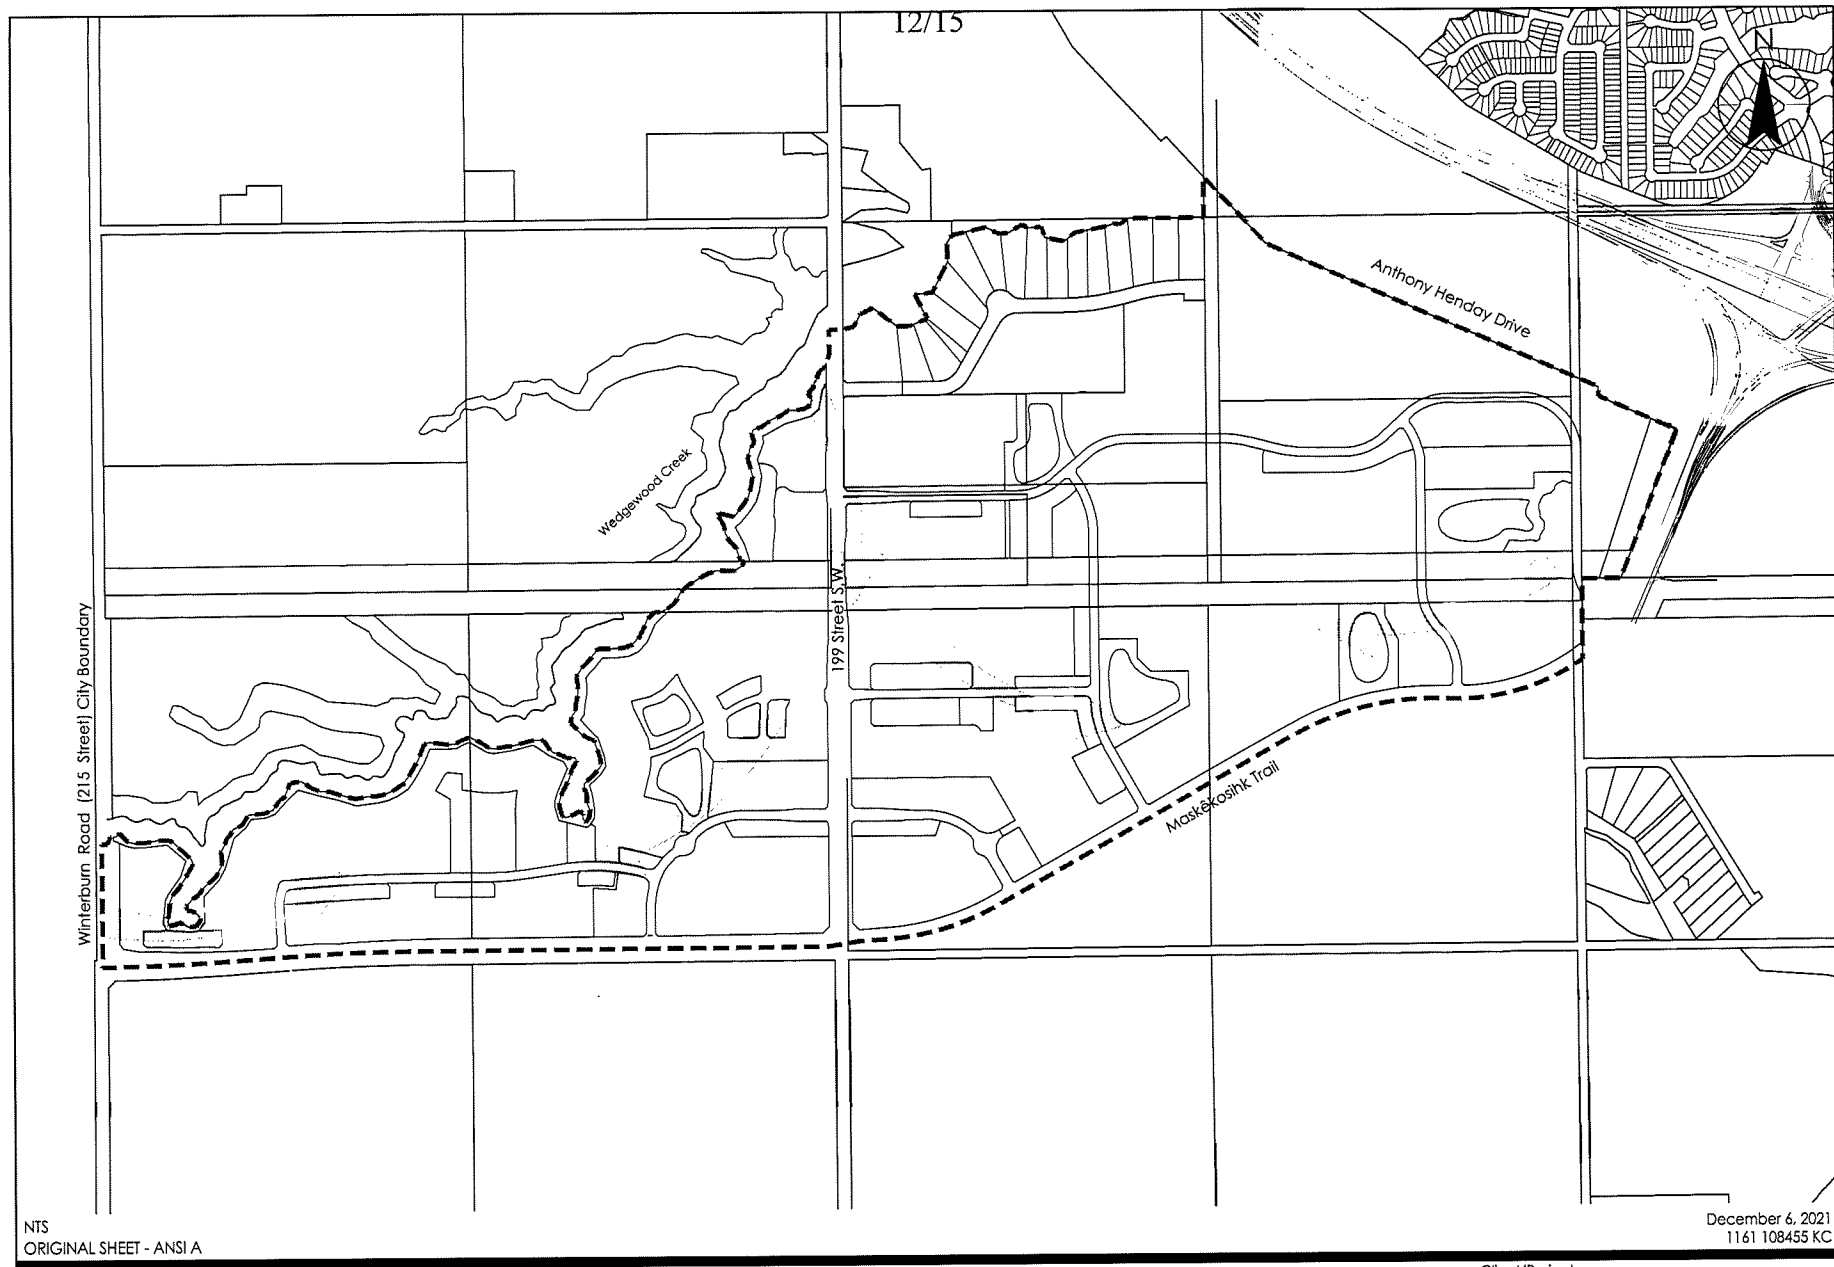 12/15
N
Anthony Henday Drive
Wedgewood Creek
199 Street S.W.
Winterburn Road (215 Street) City Boundary
Maskêkosihk Trail
NTS
ORIGINAL SHEET - ANSI A
December 6, 2021
1161 108455 KC